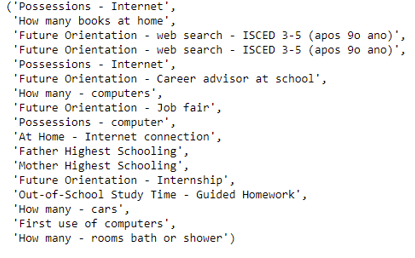 ('Possessions - Internet',
'How many books at home',
'Future Orientation - web search - ISCED 3-5 (apos 9o ano)',
'Future Orientation - web search - ISCED 3-5 (apos 9o ano)',
'Possessions - Internet',
'Future Orientation - Career advisor at school',
'How many - computers',
'Future Orientation - Job fair',
'Possessions - computer',
'At Home - Internet connection',
'Father Highest Schooling',
'Mother Highest Schooling',
'Future Orientation - Internship',
'Out-of-School Study Time - Guided Homework',
'How many - cars',
'First use of computers',
'How many - rooms bath or shower')